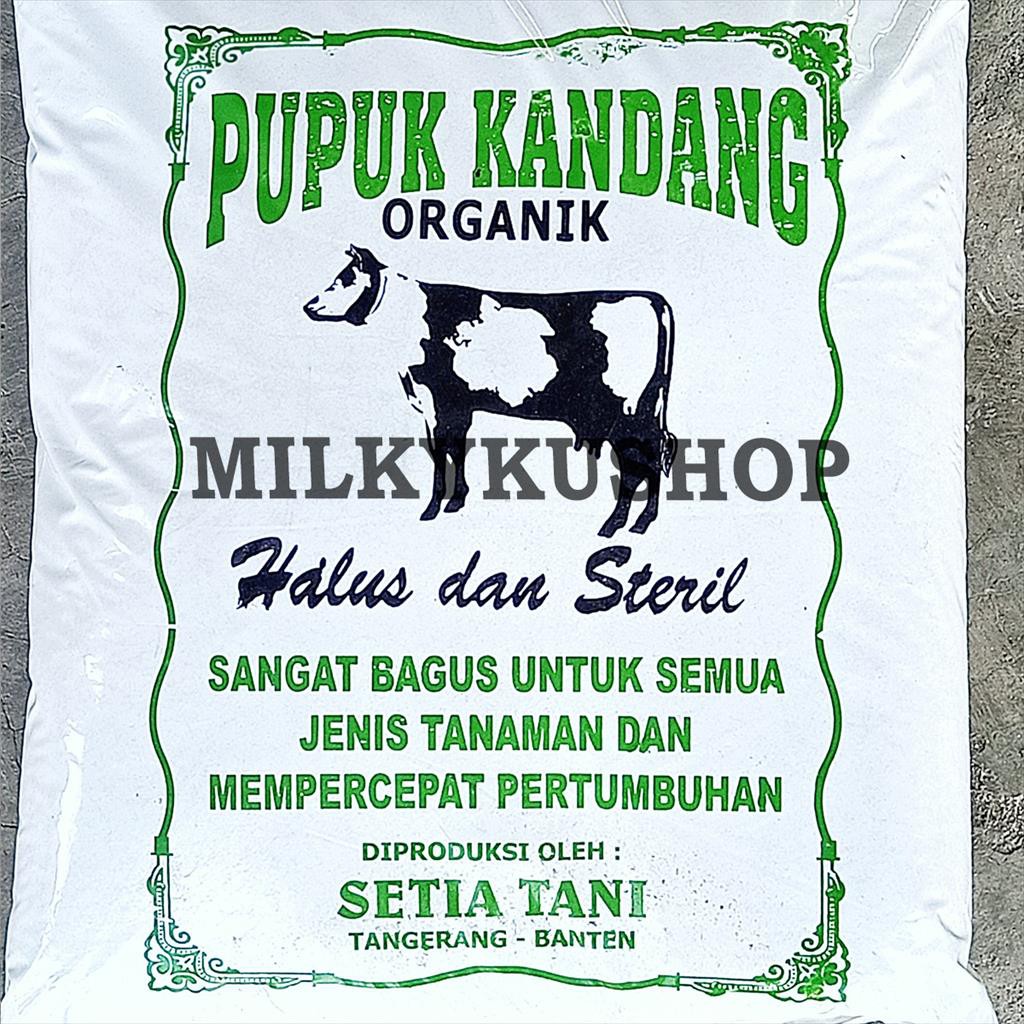 PUPUK KANDANG
ORGANIK
MILKYKUSHOP
Halus dan Steril
SANGAT BAGUS UNTUK SEMUA
JENIS TANAMAN DAN
MEMPERCEPAT PERTUMBUHAN
DIPRODUKSI OLEH :
SETIA TANI
TANGERANG - BANTEN